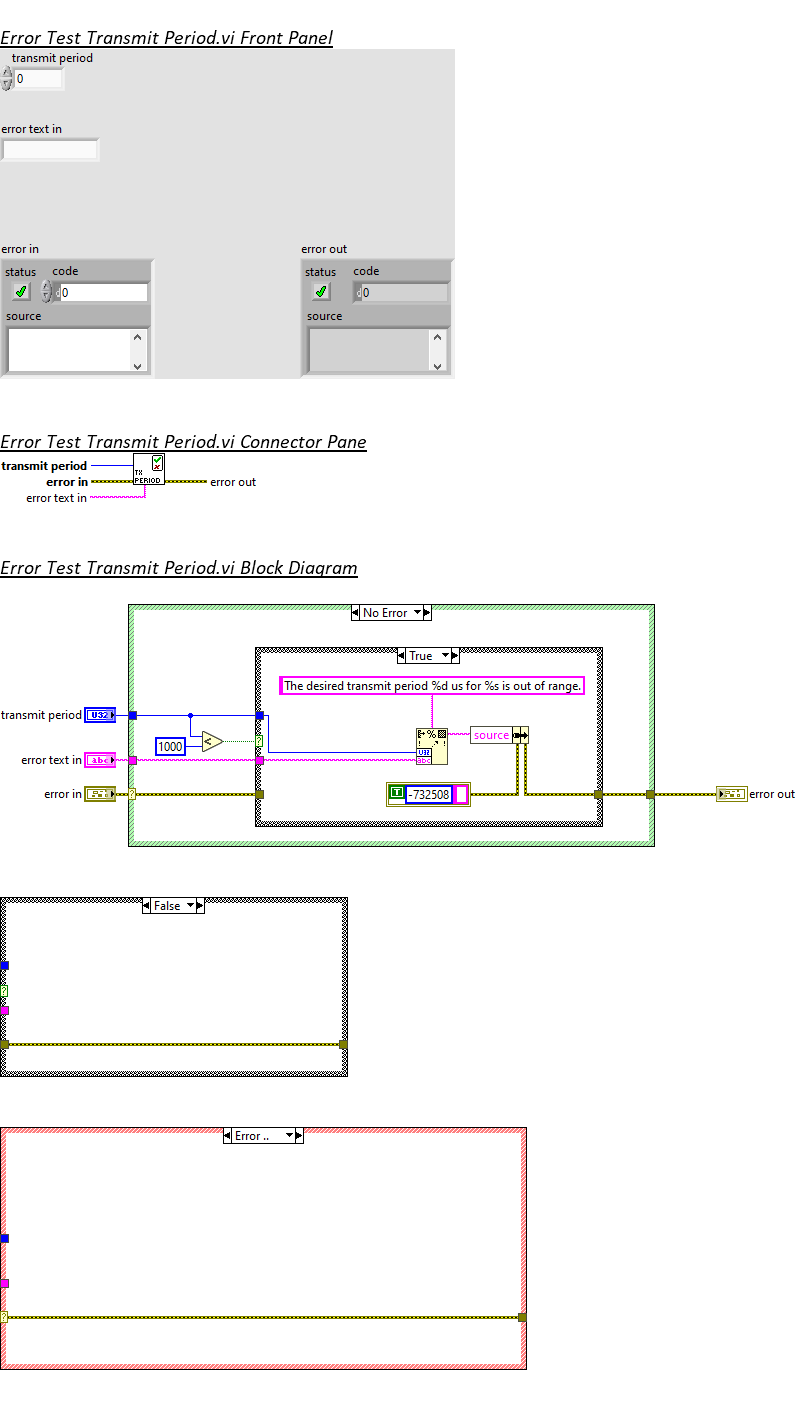 Error Test Transmit Period.vi Front Panel
transmit period
0
error text in
error in
status code
d 0
source
error out
status code
d 0
source
Error Test Transmit Period.vi Connector Pane
transmit period
error in
error text in
TX
PERIOD
error out
Error Test Transmit Period.vi Block Diagram
No Error
True
The desired transmit period %d us for %s is out of range.
transmit period
U32
1000
<
?
%
U32
abc
source
error text in
abc
error in
?
T
-732508
error out
False
?
Error ..
?